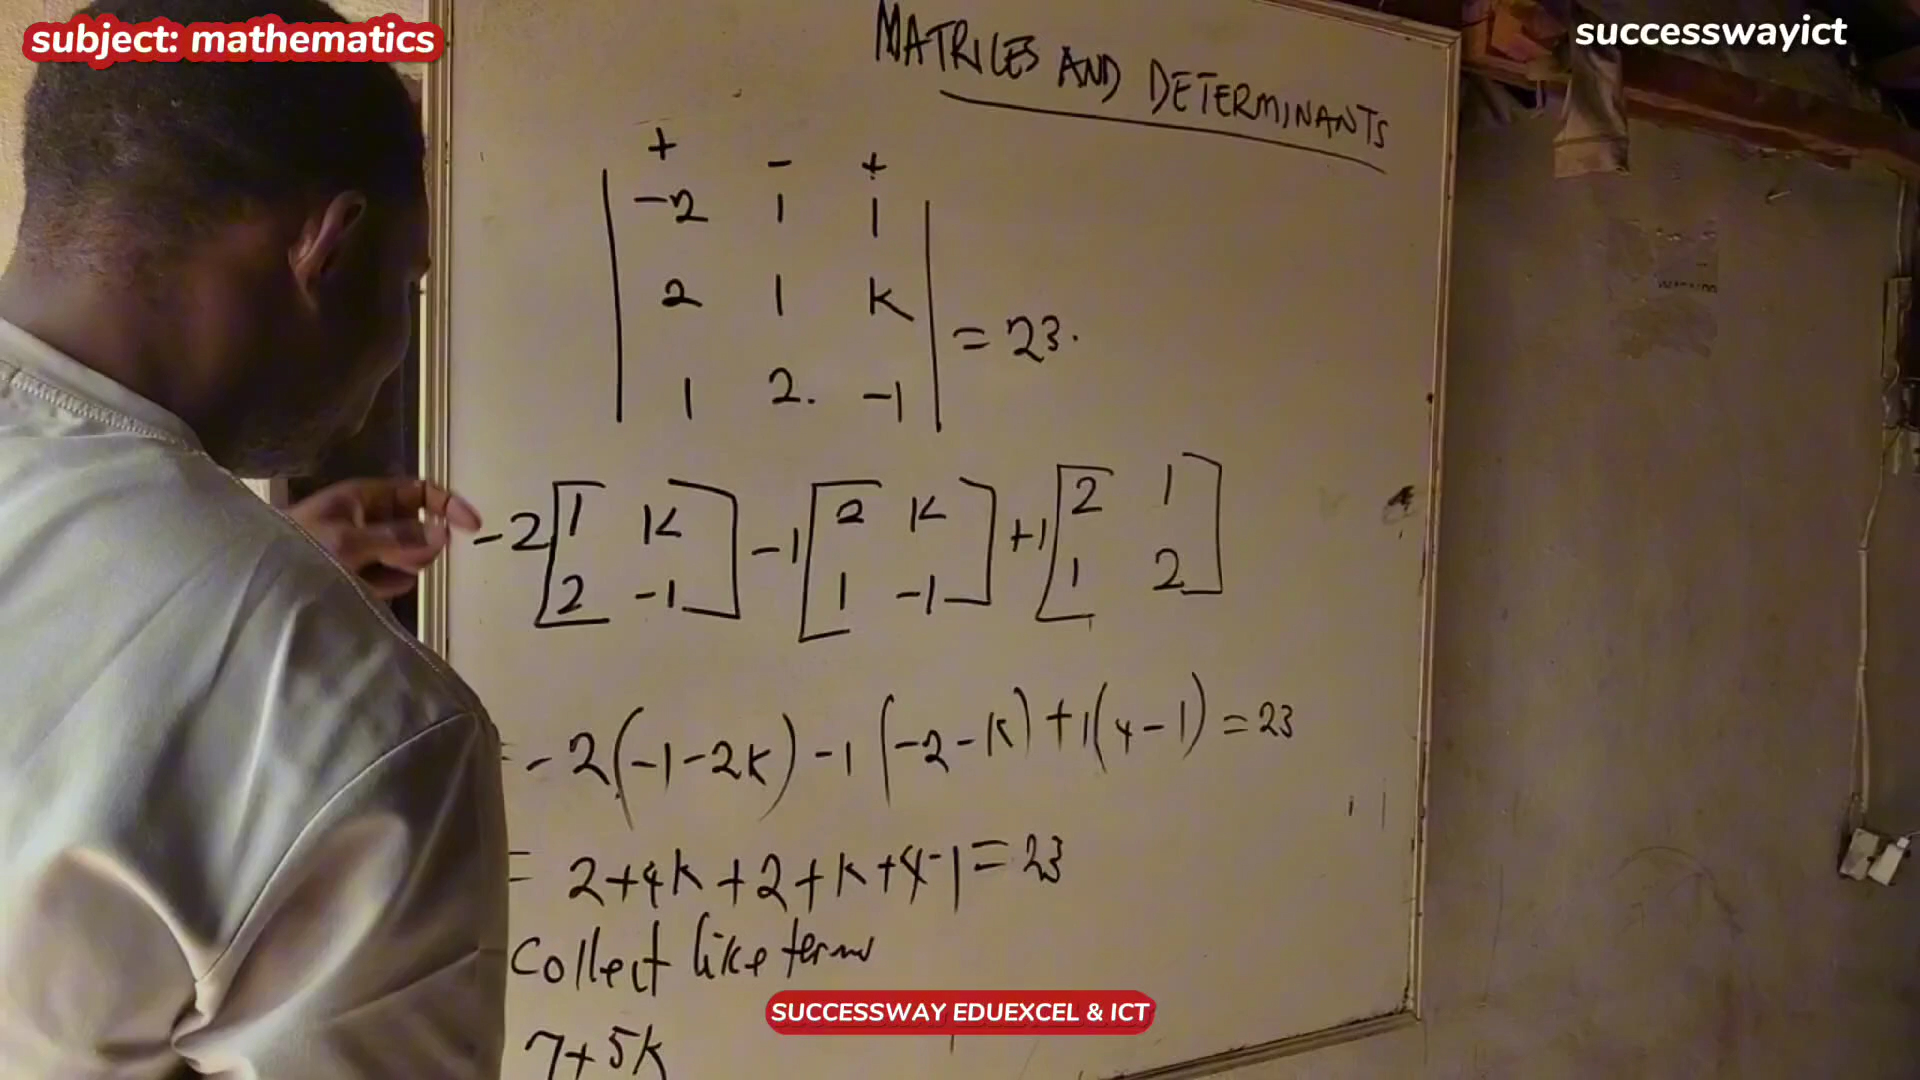 subject: mathematics
successwayict
MATRICES AND DETERMINANTS
+ - +
-2 1 1
2 1 K
= 23.
1 2. -1
-2[1 K -1[2 K +1[2 1
2 -1] 1 -1] 1 2]
= -2(-1-2K) -1(-2-K) +1(4-1) = 23
= 2+4K+2+K+4-1 = 23
Collect like terms
7+5K
SUCCESSWAY EDUEXCEL & ICT